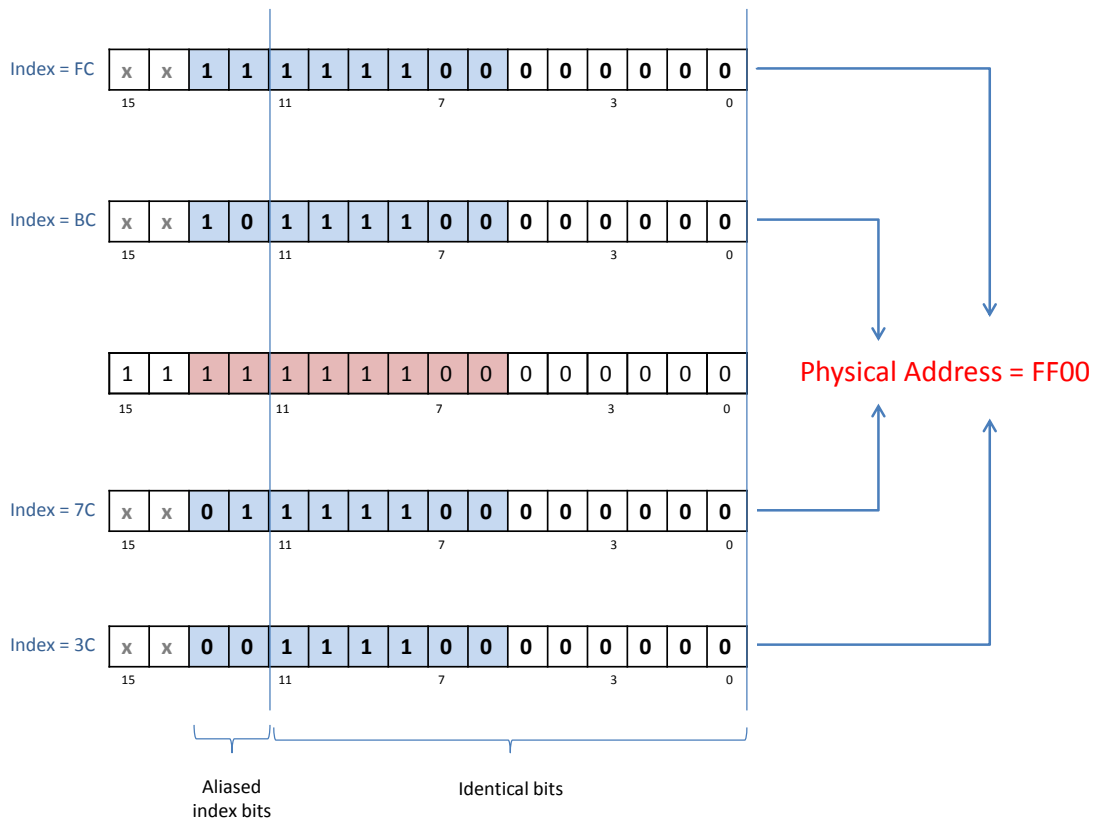 Index = FC x x 1 1 1 1 1 0 0 0 0 0 0 0 0
15 11 7 3 0
Index = BC x x 1 0 1 1 1 0 0 0 0 0 0 0 0
15 11 7 3 0
1 1 1 1 1 1 1 0 0 0 0 0 0 0 0 Physical Address = FF00
15 11 7 3 0
Index = 7C x x 0 1 1 1 1 0 0 0 0 0 0 0 0
15 11 7 3 0
Index = 3C x x 0 0 1 1 1 0 0 0 0 0 0 0 0
15 11 7 3 0
Aliased
index bits
Identical bits